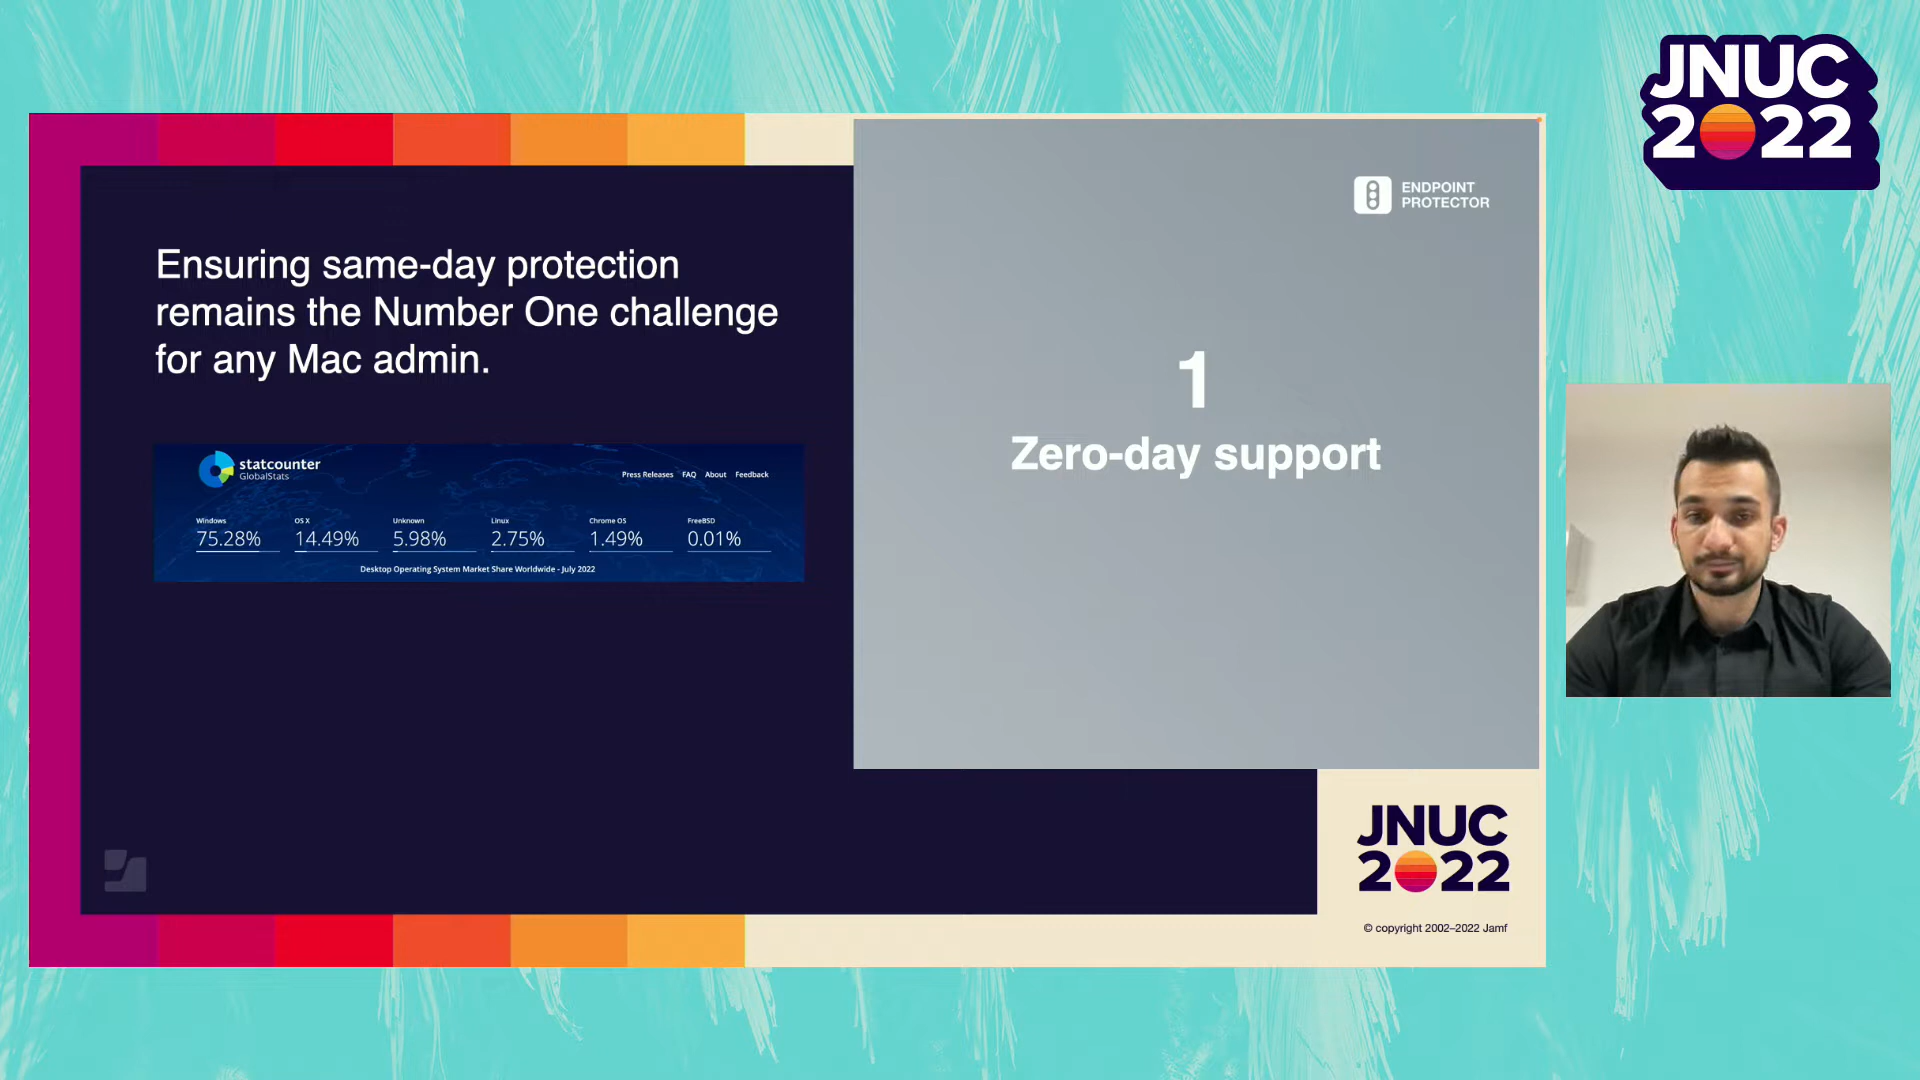 JNUC
2022
ENDPOINT
PROTECTOR
Ensuring same-day protection
remains the Number One challenge
for any Mac admin.
1
Zero-day support
statcounter
GlobalStats
Press Releases FAQ About Feedback
Windows OS X Unknown Linux Chrome OS FreeBSD
75.28% 14.49% 5.98% 2.75% 1.49% 0.01%
Desktop Operating System Market Share Worldwide - July 2022
JNUC
2022
© copyright 2002–2022 Jamf